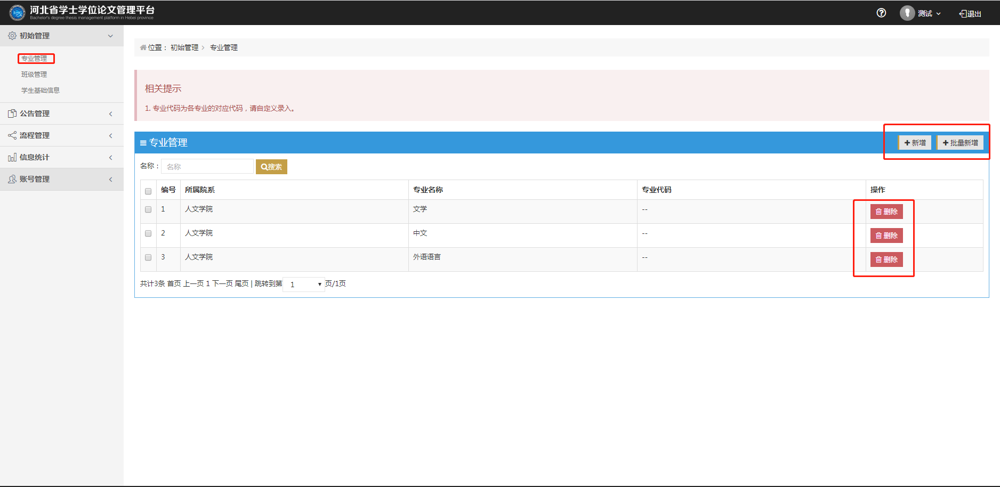 河北省学士学位论文管理平台
Bachelor's degree thesis management platform in Hebei province
测试
退出
初始管理
专业管理
班级管理
学生基础信息
公告管理
流程管理
信息统计
账号管理
位置： 初始管理 > 专业管理
相关提示
1. 专业代码为各专业的对应代码，请自定义录入。
专业管理
新增 批量新增
名称： 名称 搜索
编号 所属院系 专业名称 专业代码 操作
1 人文学院 文学 -- 删除
2 人文学院 中文 -- 删除
3 人文学院 外语语言 -- 删除
共计3条 首页 上一页 1 下一页 尾页 | 跳转到第 1 页/1页